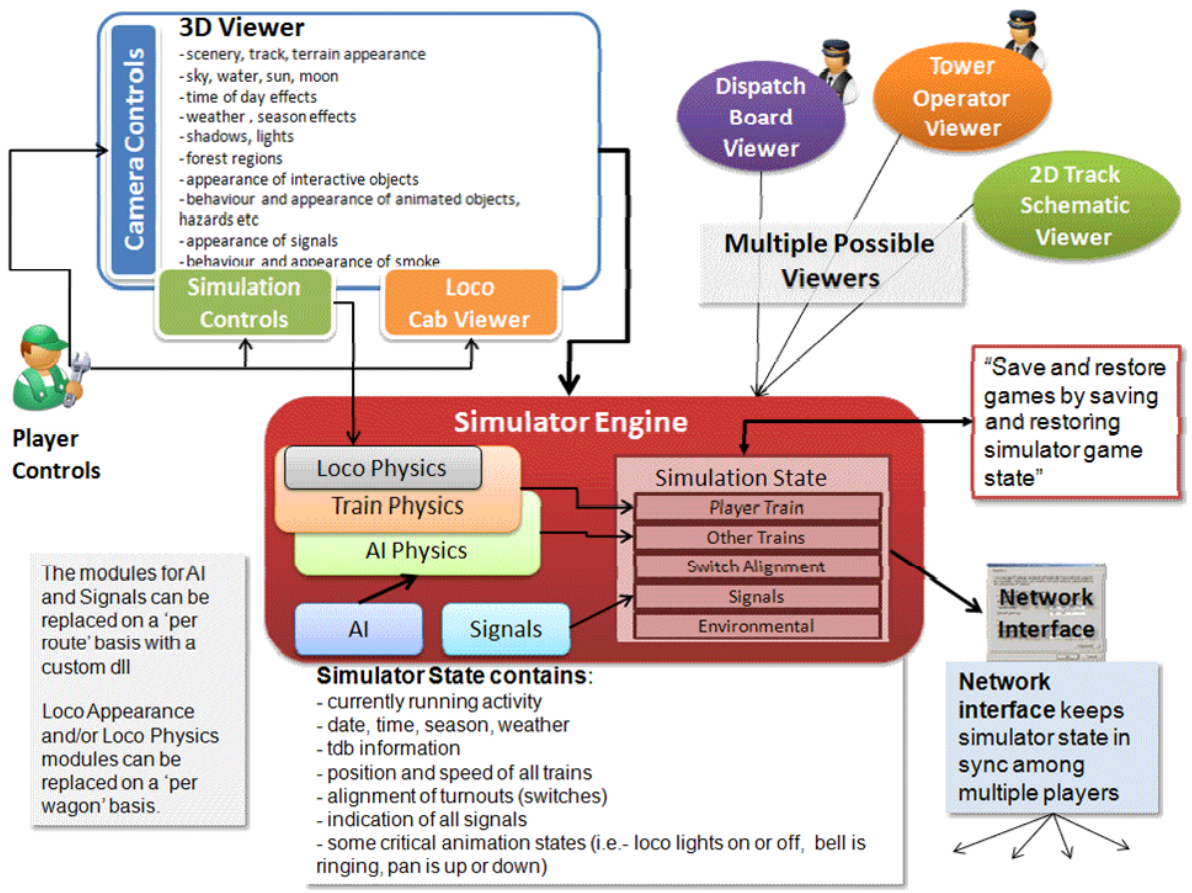 3D Viewer
- scenery, track, terrain appearance
- sky, water, sun, moon
- time of day effects
- weather , season effects
- shadows, lights
- forest regions
- appearance of interactive objects
- behaviour and appearance of animated objects,
hazards etc
- appearance of signals
- behaviour and appearance of smoke
Camera Controls
Simulation
Controls
Loco
Cab Viewer
Player
Controls
Dispatch
Board
Viewer
Tower
Operator
Viewer
2D Track
Schematic
Viewer
Multiple Possible
Viewers
“Save and restore
games by saving
and restoring
simulator game
state”
Simulator Engine
Loco Physics
Train Physics
AI Physics
AI
Signals
Simulation State
Player Train
Other Trains
Switch Alignment
Signals
Environmental
Network
Interface
Network
interface keeps
simulator state in
sync among
multiple players
The modules for AI
and Signals can be
replaced on a ‘per
route’ basis with a
custom dll
Loco Appearance
and/or Loco Physics
modules can be
replaced on a ‘per
wagon’ basis.
Simulator State contains:
- currently running activity
- date, time, season, weather
- tdb information
- position and speed of all trains
- alignment of turnouts (switches)
- indication of all signals
- some critical animation states (i.e.- loco lights on or off, bell is
ringing, pan is up or down)